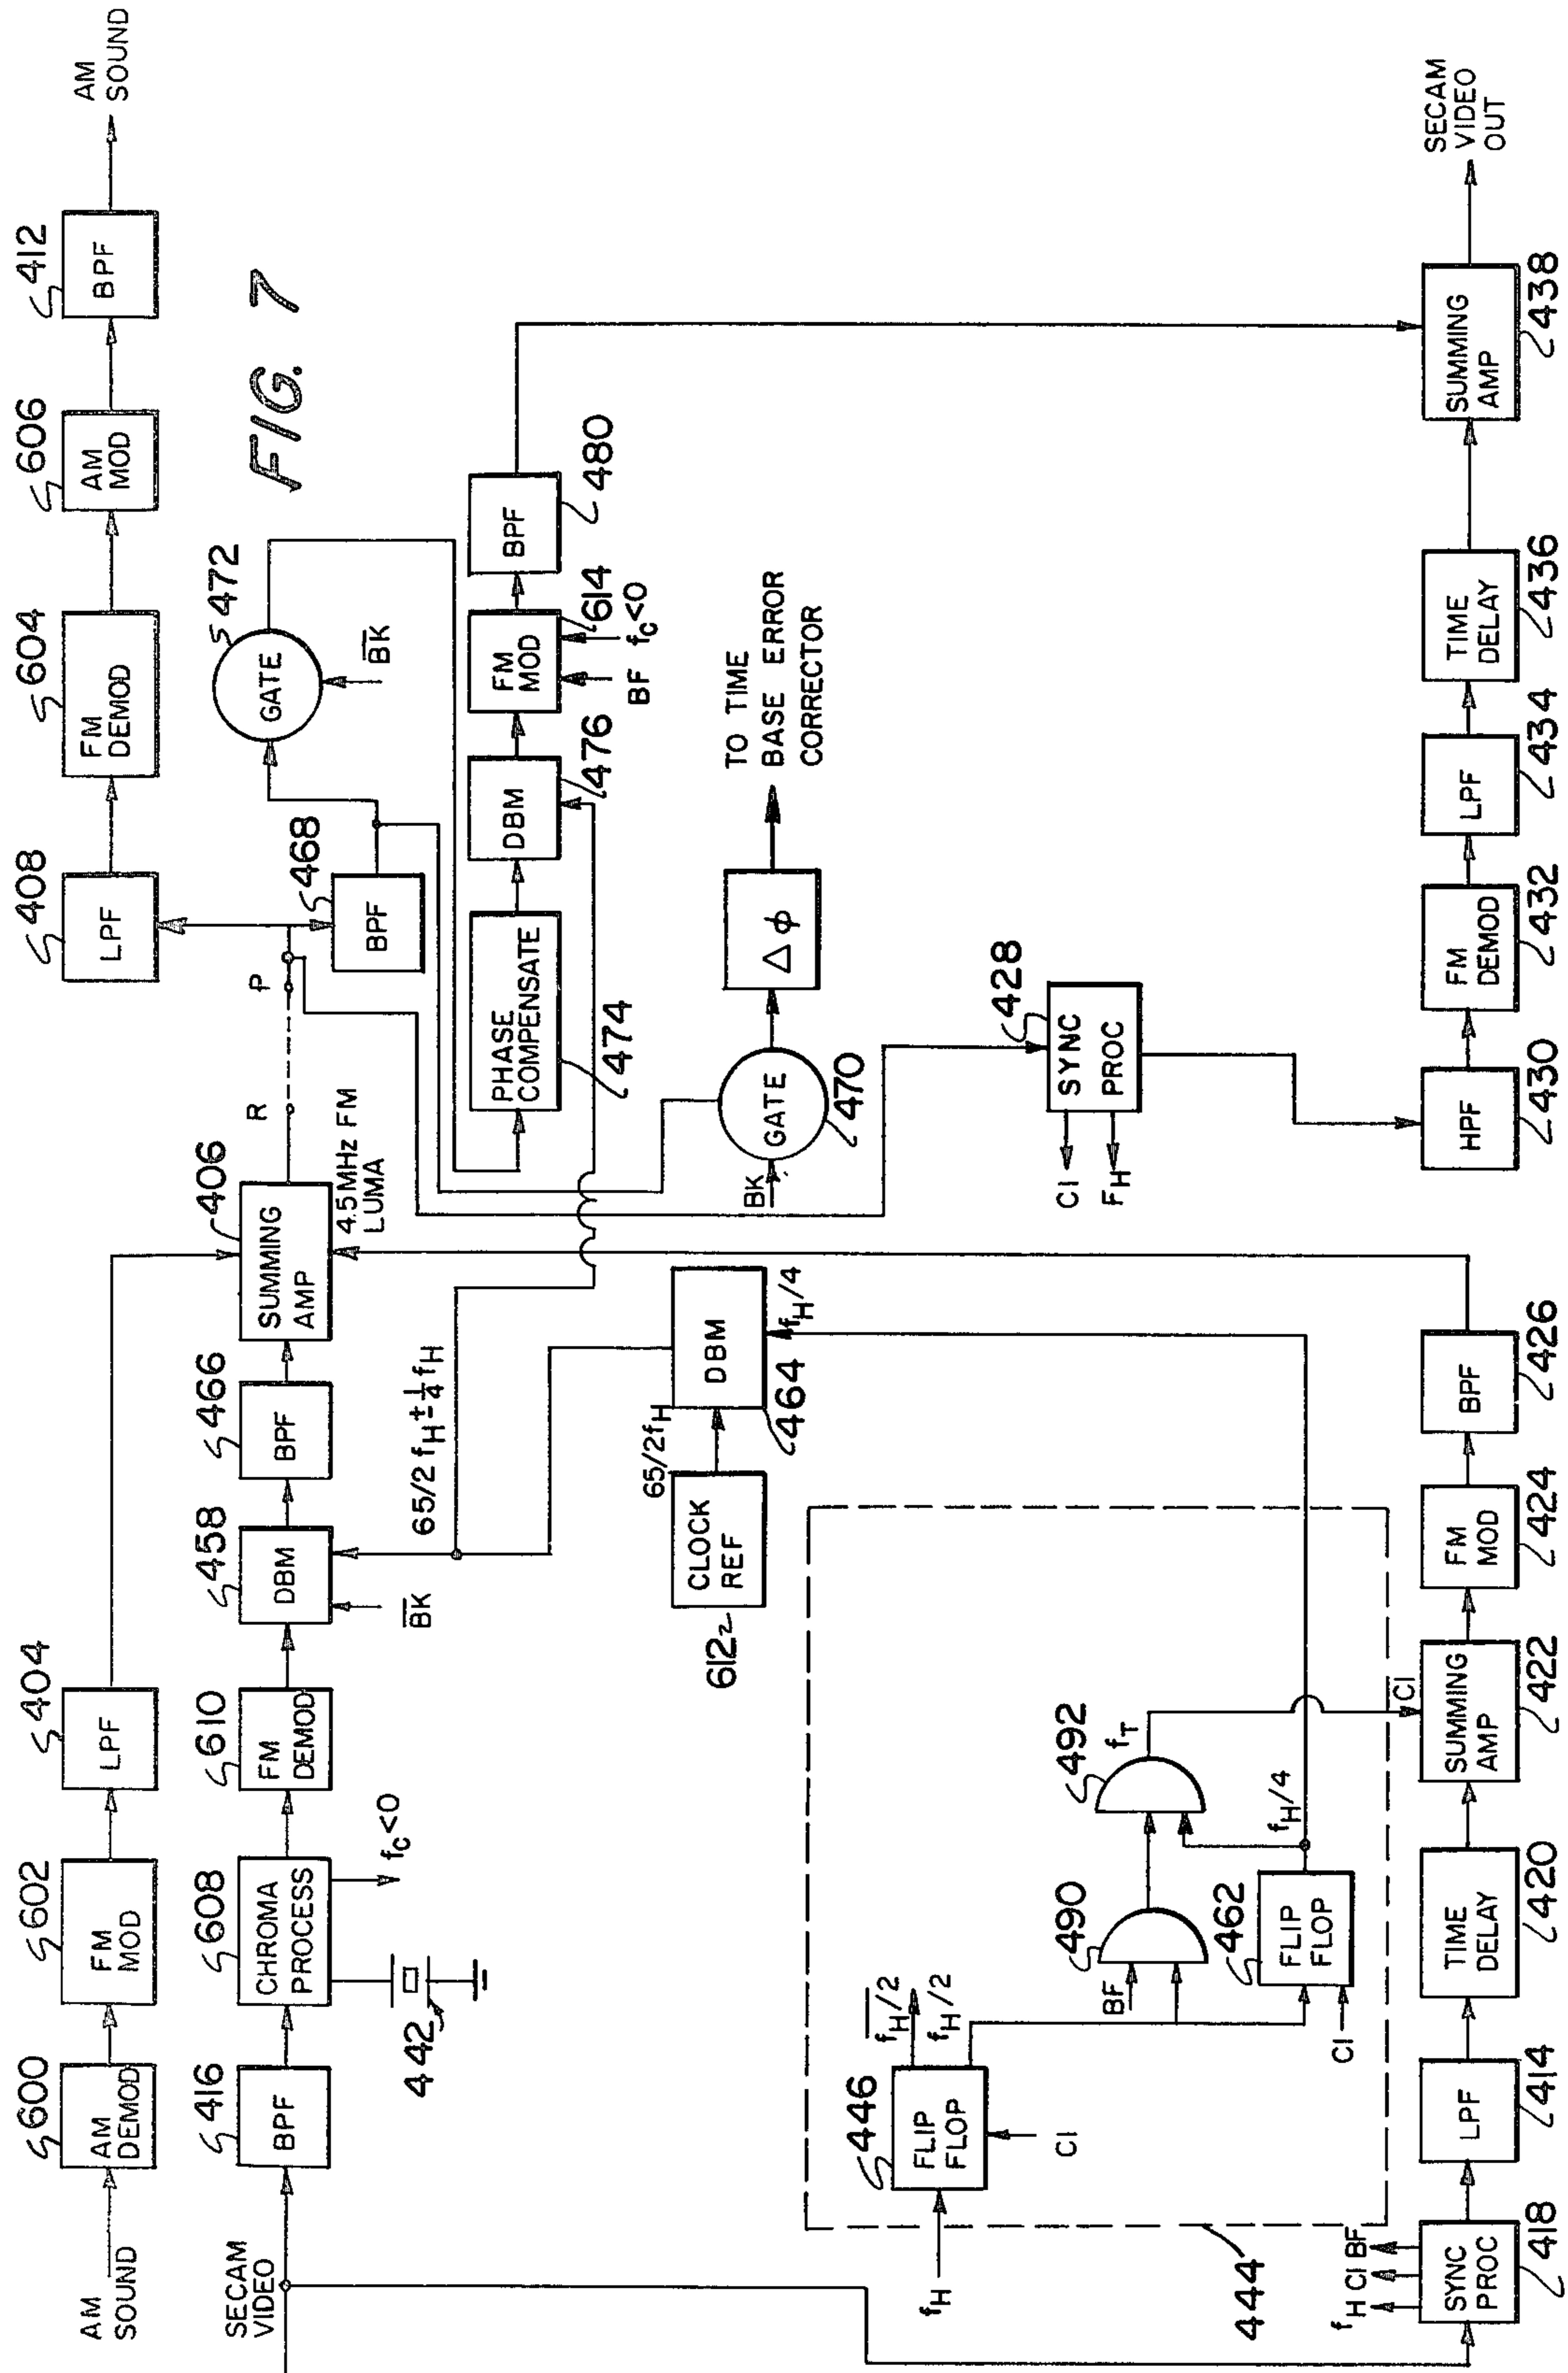 FIG. 7
AM
SOUND
600
AM
DEMOD
602
FM
MOD
404
LPF
408
LPF
604
FM
DEMOD
606
AM
MOD
412
BPF
AM
SOUND
SECAM
VIDEO
416
BPF
608
CHROMA
PROCESS
442
fC<0
610
FM
DEMOD
458
DBM
BK
466
BPF
406
SUMMING
AMP
4.5 MHz FM
LUMA
R
P
468
BPF
472
GATE
BK
65/2 fH ± 1/4 fH
474
PHASE
COMPENSATE
476
DBM
614
FM
MOD
BF
fC<0
480
BPF
612
CLOCK
REF
65/2fH
464
DBM
fH/4
470
GATE
BK
Δϕ
TO TIME
BASE ERROR
CORRECTOR
428
SYNC
PROC
CI
FH
444
fH
446
FLIP
FLOP
CI
fH/2
fH/2
490
BF
462
FLIP
FLOP
CI
492
fT
fH/4
CI
fH
CI
BF
SYNC
PROC
418
LPF
414
TIME
DELAY
420
SUMMING
AMP
422
FM
MOD
424
BPF
426
HPF
430
FM
DEMOD
432
LPF
434
TIME
DELAY
436
SUMMING
AMP
438
SECAM
VIDEO
OUT